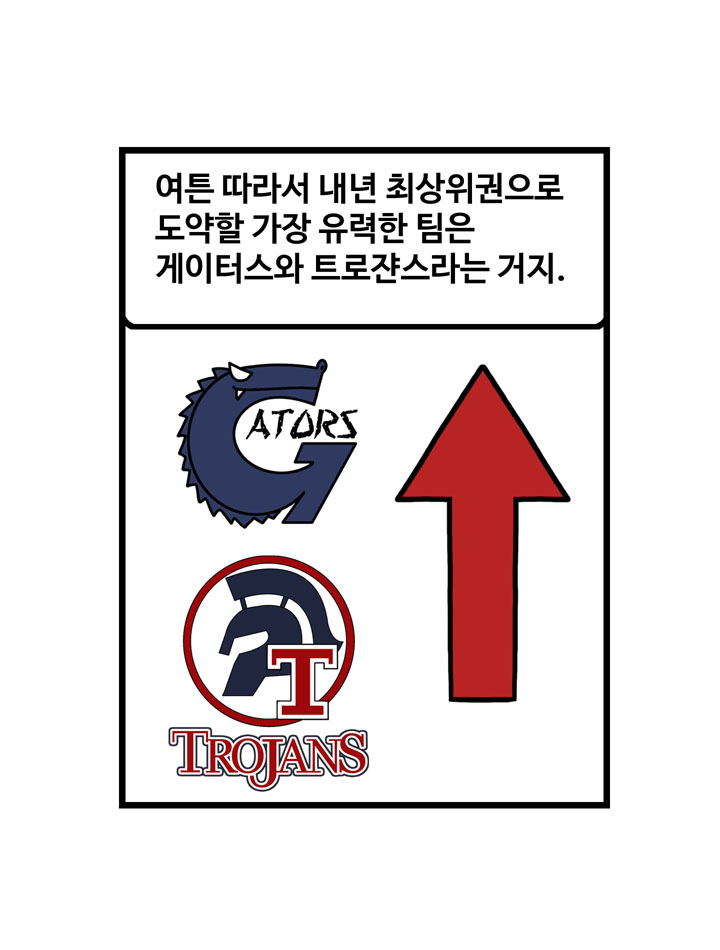 여튼 따라서 내년 최상위권으로
도약할 가장 유력한 팀은
게이터스와 트로쟌스라는 거지.
GATORS
T
TROJANS